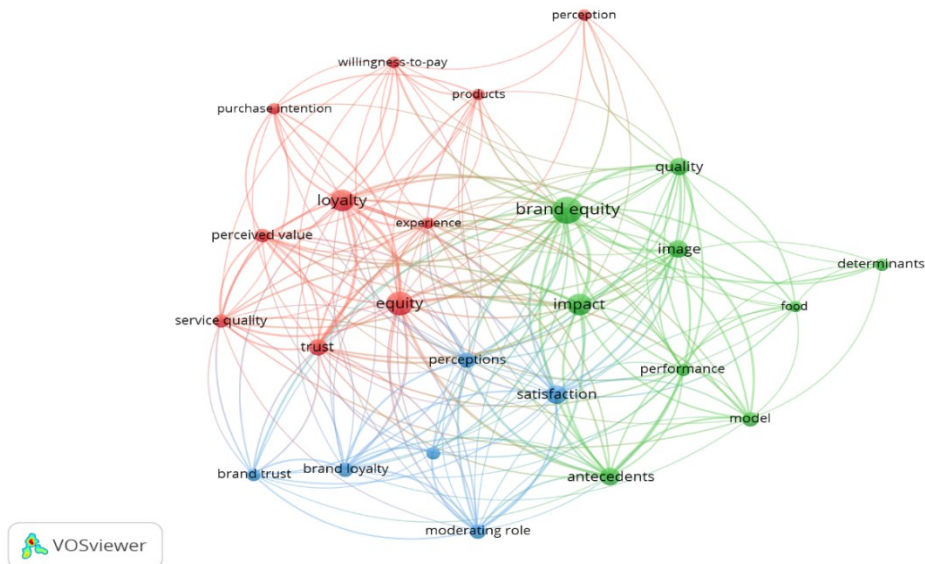 perception
willingness-to-pay
products
purchase intention
quality
loyalty
brand equity
experience
perceived value
image
determinants
equity
impact
food
service quality
trust
perceptions
performance
satisfaction
model
brand trust
brand loyalty
antecedents
moderating role
VOSviewer